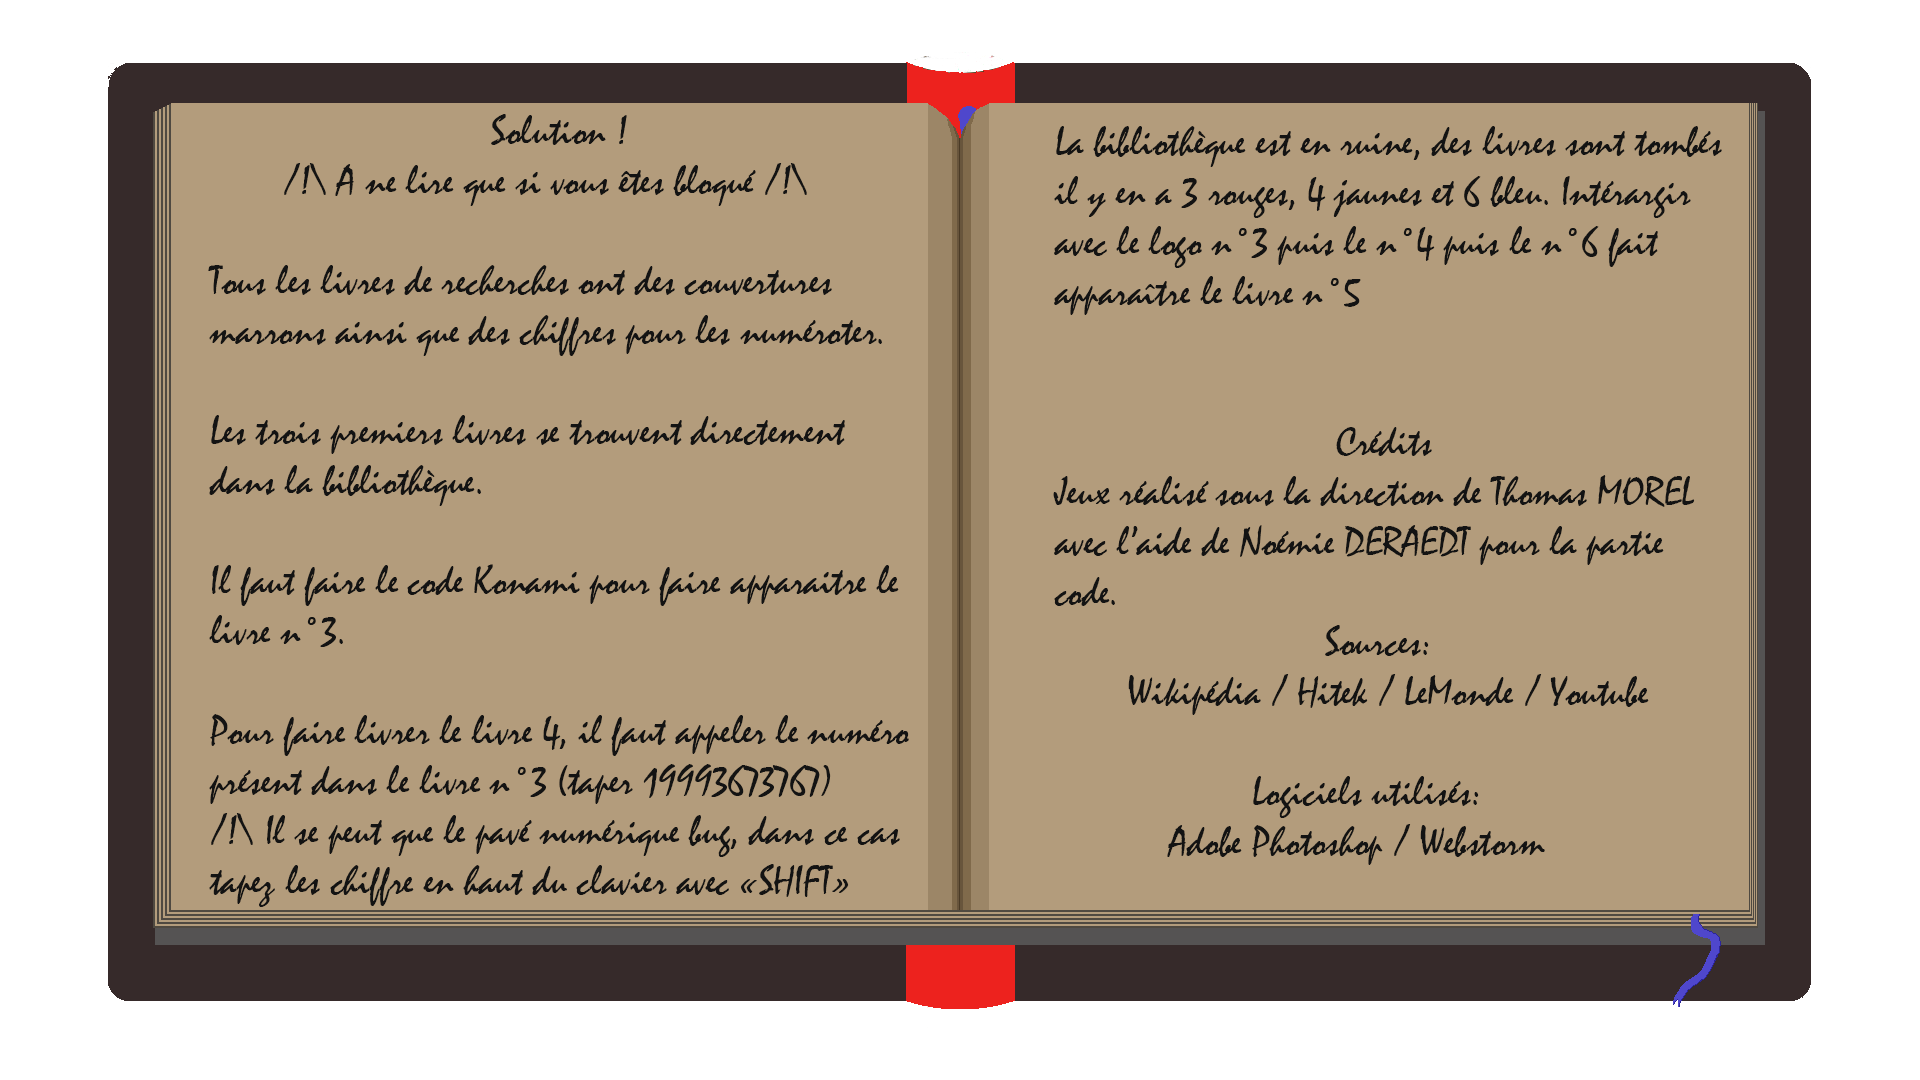 Solution !
/!\ A ne lire que si vous êtes bloqué /!\
Tous les livres de recherches ont des couvertures
marrons ainsi que des chiffres pour les numéroter.
Les trois premiers livres se trouvent directement
dans la bibliothèque.
Il faut faire le code Konami pour faire apparaitre le
livre n°3.
Pour faire livrer le livre 4, il faut appeler le numéro
présent dans le livre n°3 (taper 19993673767)
/!\ Il se peut que le pavé numérique bug, dans ce cas
tapez les chiffre en haut du clavier avec «SHIFT»
La bibliothèque est en ruine, des livres sont tombés
il y en a 3 rouges, 4 jaunes et 6 bleu. Intérargir
avec le logo n°3 puis le n°4 puis le n°6 fait
apparaître le livre n°5
Crédits
Jeux réalisé sous la direction de Thomas MOREL
avec l'aide de Noémie DERAEDT pour la partie
code.
Sources:
Wikipédia / Hitek / LeMonde / Youtube
Logiciels utilisés:
Adobe Photoshop / Webstorm